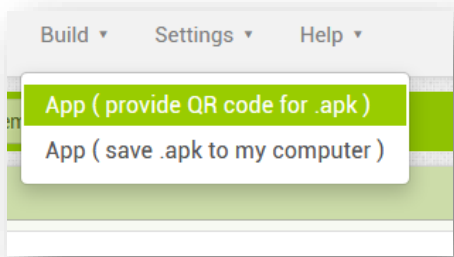 Build ▾ Settings ▾ Help ▾
App ( provide QR code for .apk )
App ( save .apk to my computer )